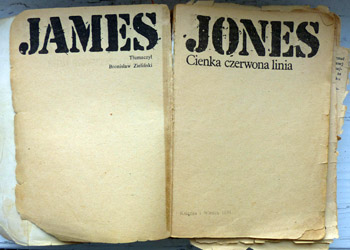 JAMES
Tłumaczył
Bronisław Zieliński
JONES
Cienka czerwona linia